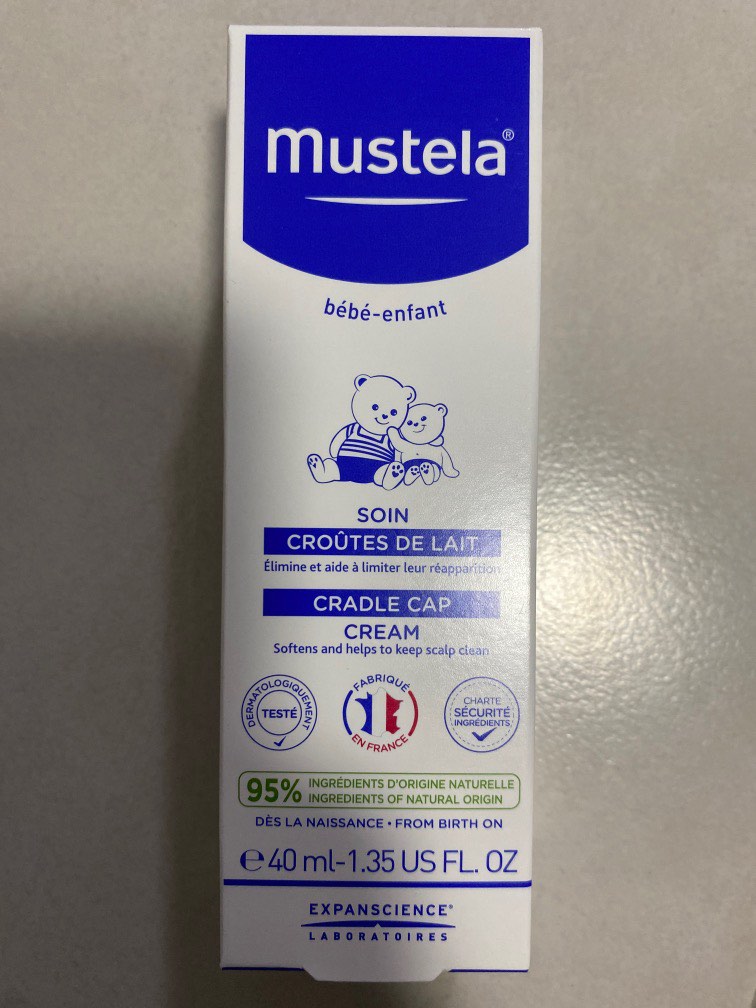 mustela®
bébé-enfant
SOIN
CROÛTES DE LAIT
Élimine et aide à limiter leur réapparition
CRADLE CAP
CREAM
Softens and helps to keep scalp clean
DERMATOLOGIQUEMENT
TESTÉ
FABRIQUÉ
EN FRANCE
CHARTE
SÉCURITÉ
INGRÉDIENTS
95% INGRÉDIENTS D'ORIGINE NATURELLE
INGREDIENTS OF NATURAL ORIGIN
DÈS LA NAISSANCE • FROM BIRTH ON
℮ 40 ml-1.35 US FL. OZ
EXPANSCIENCE®
LABORATOIRES